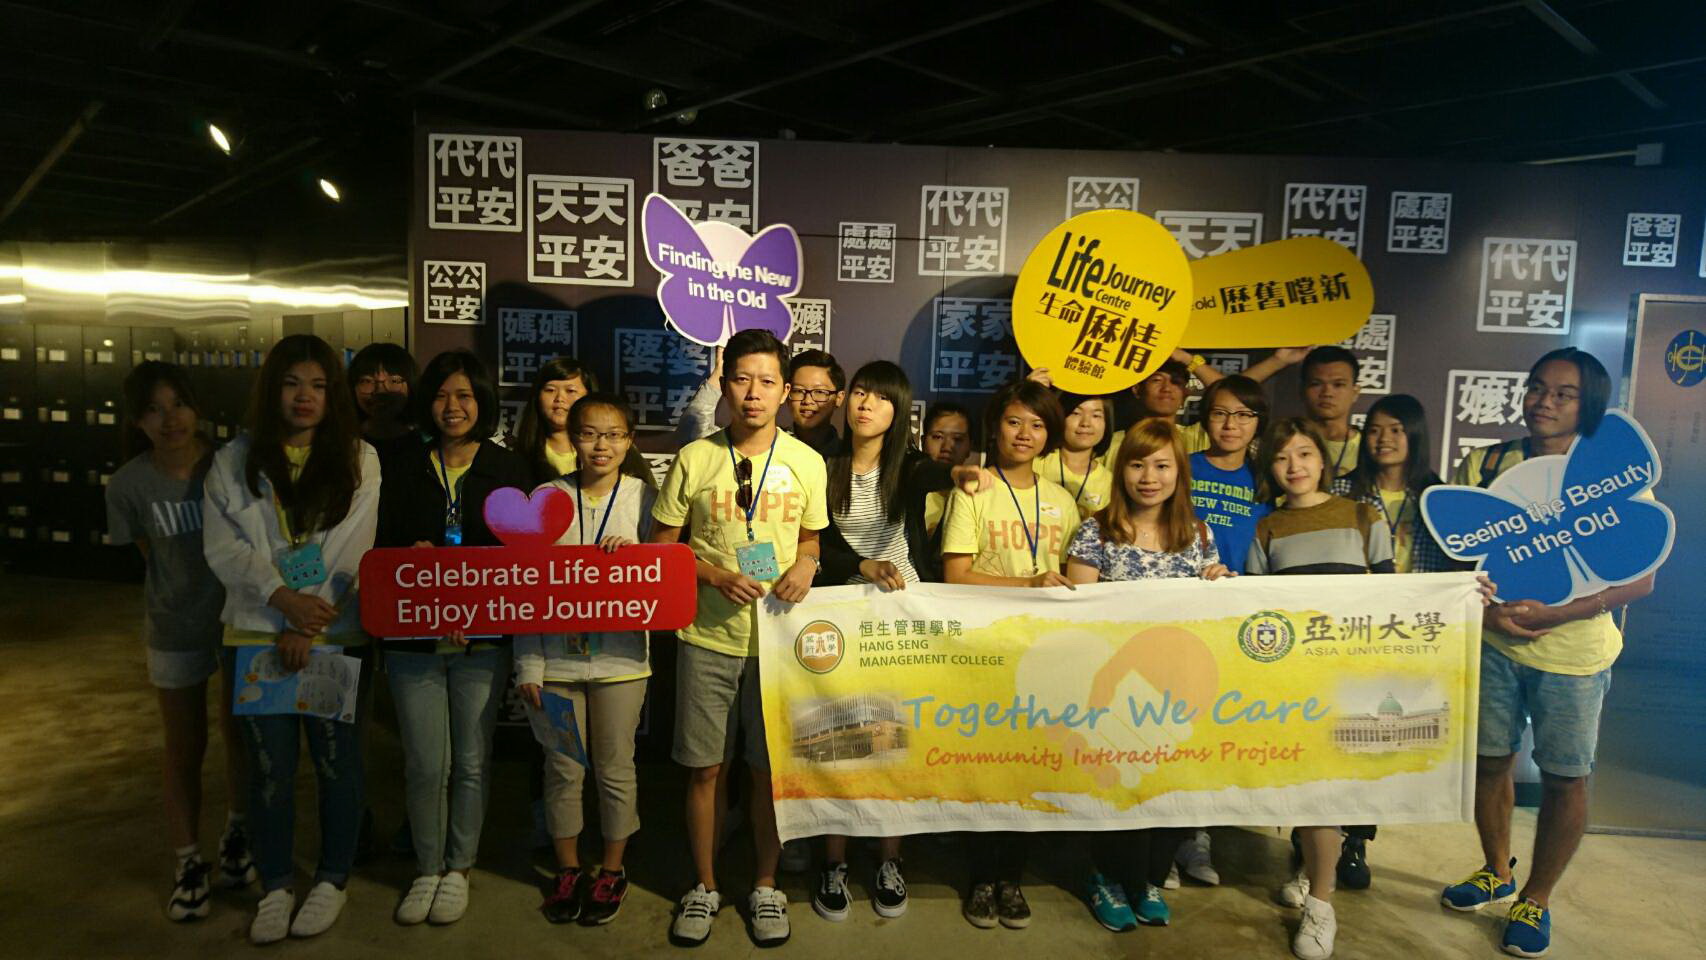 代代
平安
天天
平安
爸爸
平安
公公
平安
媽媽
平安
婆婆
平安
處處
平安
代代
平安
家家
平安
公公
天天
代代
處處
平安
代代
平安
爸爸
平安
Finding the New
in the Old
Life Journey
Centre
生命歷情
體驗館
old 歷舊嚐新
Seeing the Beauty
in the Old
Celebrate Life and
Enjoy the Journey
HOPE
HOPE
NEW YORK
ATHL
恒生管理學院
HANG SENG
MANAGEMENT COLLEGE
亞洲大學
ASIA UNIVERSITY
Together We Care
Community Interactions Project